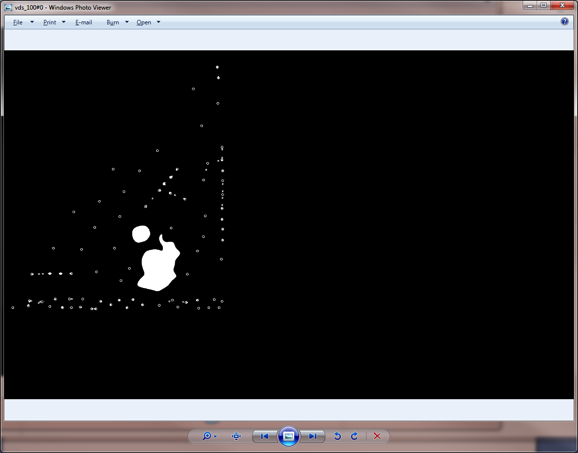 vds_100#0 - Windows Photo Viewer
File Print E-mail Burn Open